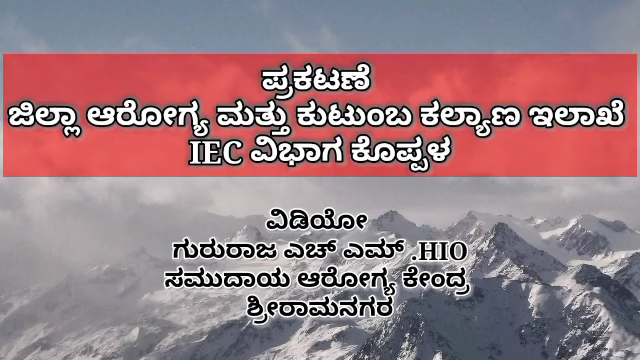 ಪ್ರಕಟಣೆ
ಜಿಲ್ಲಾ ಆರೋಗ್ಯ ಮತ್ತು ಕುಟುಂಬ ಕಲ್ಯಾಣ ಇಲಾಖೆ
IEC ವಿಭಾಗ ಕೊಪ್ಪಳ
ವಿಡಿಯೋ
ಗುರುರಾಜ ಎಚ್ ಎಮ್ .HIO
ಸಮುದಾಯ ಆರೋಗ್ಯ ಕೇಂದ್ರ
ಶ್ರೀರಾಮನಗರ